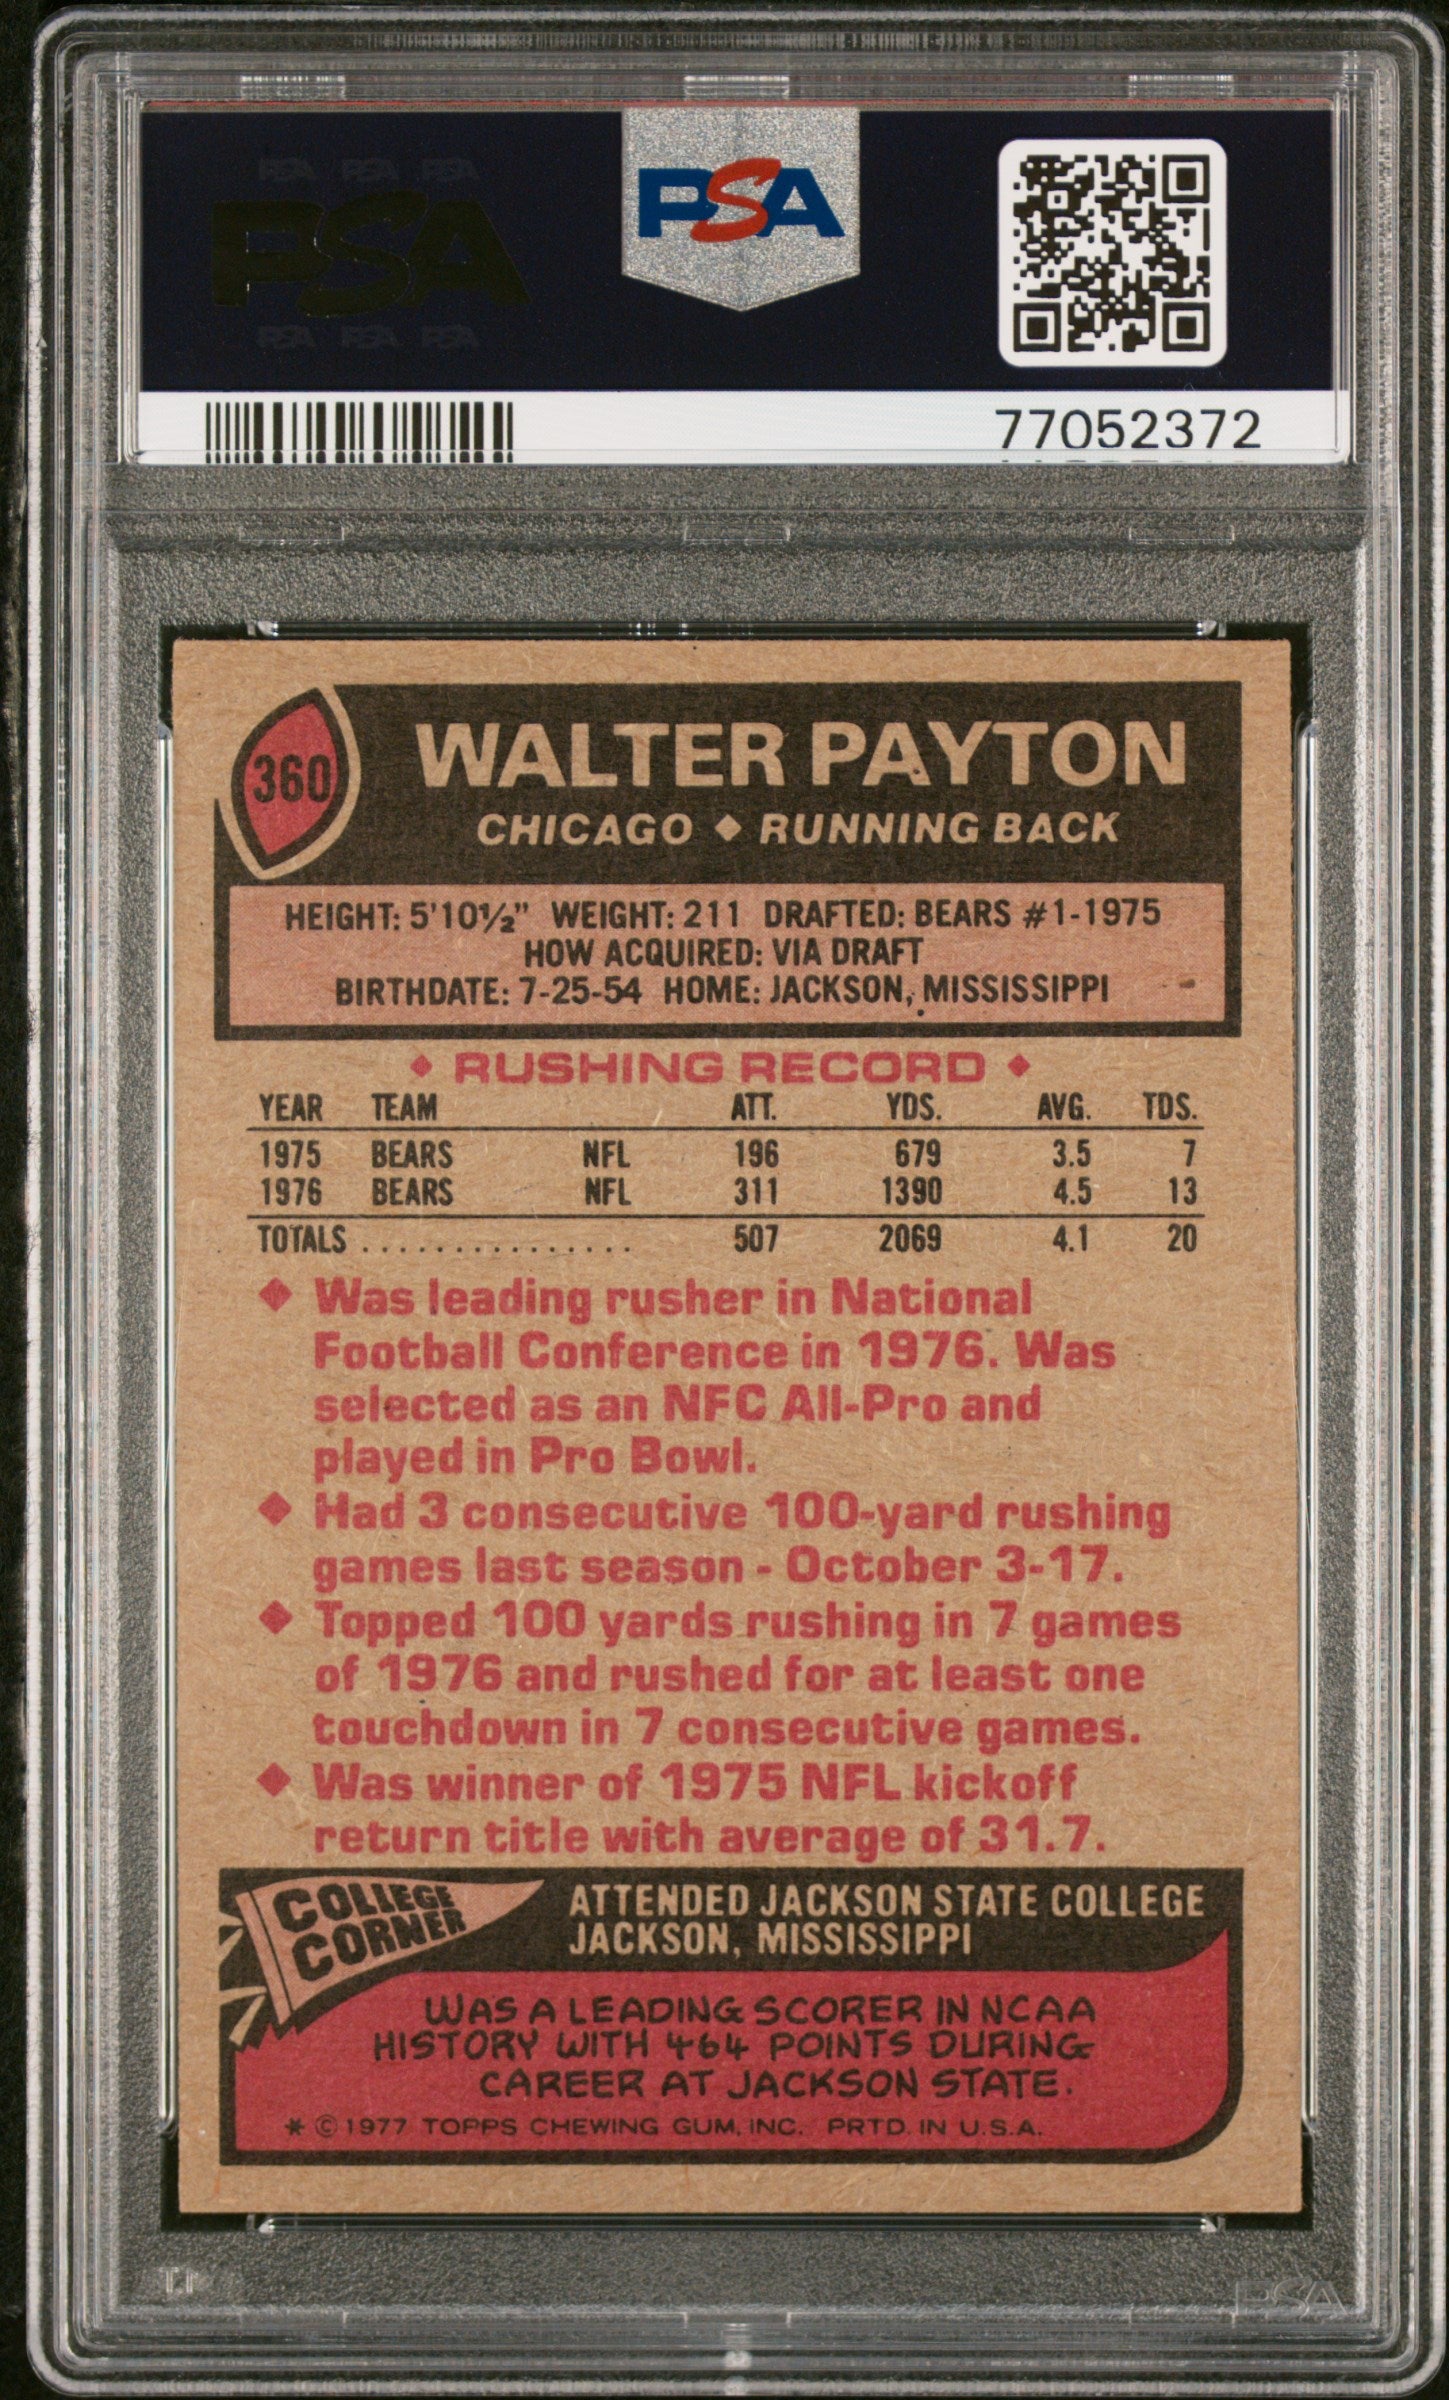 PSA PSA PSA
PSA
PSA PSA PSA
PSA
77052372
360
WALTER PAYTON
CHICAGO ♦ RUNNING BACK
HEIGHT: 5'10½" WEIGHT: 211 DRAFTED: BEARS #1-1975
HOW ACQUIRED: VIA DRAFT
BIRTHDATE: 7-25-54 HOME: JACKSON, MISSISSIPPI
♦ RUSHING RECORD ♦
YEAR TEAM ATT. YDS. AVG. TDS.
1975 BEARS NFL 196 679 3.5 7
1976 BEARS NFL 311 1390 4.5 13
TOTALS ............... 507 2069 4.1 20
♦ Was leading rusher in National
Football Conference in 1976. Was
selected as an NFC All-Pro and
played in Pro Bowl.
♦ Had 3 consecutive 100-yard rushing
games last season - October 3-17.
♦ Topped 100 yards rushing in 7 games
of 1976 and rushed for at least one
touchdown in 7 consecutive games.
♦ Was winner of 1975 NFL kickoff
return title with average of 31.7.
COLLEGE
CORNER
ATTENDED JACKSON STATE COLLEGE
JACKSON, MISSISSIPPI
WAS A LEADING SCORER IN NCAA
HISTORY WITH 464 POINTS DURING
CAREER AT JACKSON STATE.
* © 1977 TOPPS CHEWING GUM, INC. PRTD. IN U.S.A.
PSA